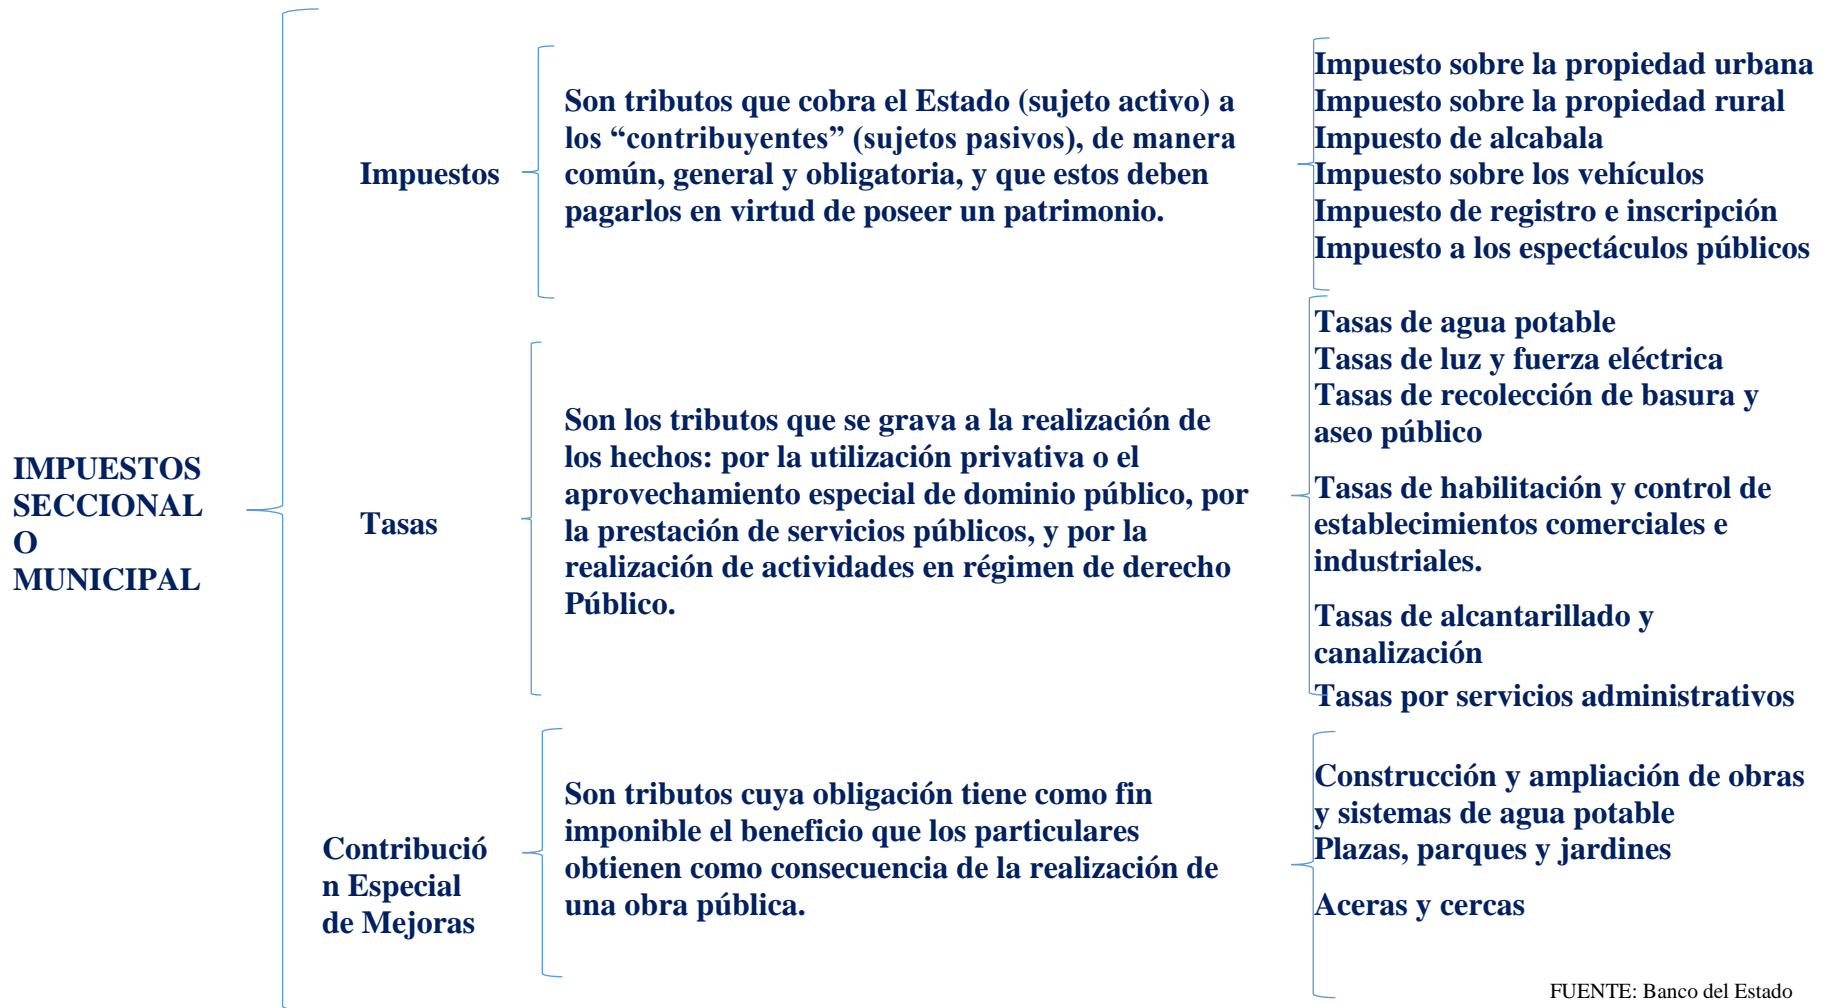 IMPUESTOS
SECCIONAL
O
MUNICIPAL
Impuestos
Son tributos que cobra el Estado (sujeto activo) a
los “contribuyentes” (sujetos pasivos), de manera
común, general y obligatoria, y que estos deben
pagarlos en virtud de poseer un patrimonio.
Impuesto sobre la propiedad urbana
Impuesto sobre la propiedad rural
Impuesto de alcabala
Impuesto sobre los vehículos
Impuesto de registro e inscripción
Impuesto a los espectáculos públicos
Tasas
Son los tributos que se grava a la realización de
los hechos: por la utilización privativa o el
aprovechamiento especial de dominio público, por
la prestación de servicios públicos, y por la
realización de actividades en régimen de derecho
Público.
Tasas de agua potable
Tasas de luz y fuerza eléctrica
Tasas de recolección de basura y
aseo público
Tasas de habilitación y control de
establecimientos comerciales e
industriales.
Tasas de alcantarillado y
canalización
Tasas por servicios administrativos
Contribució
n Especial
de Mejoras
Son tributos cuya obligación tiene como fin
imponible el beneficio que los particulares
obtienen como consecuencia de la realización de
una obra pública.
Construcción y ampliación de obras
y sistemas de agua potable
Plazas, parques y jardines
Aceras y cercas
FUENTE: Banco del Estado